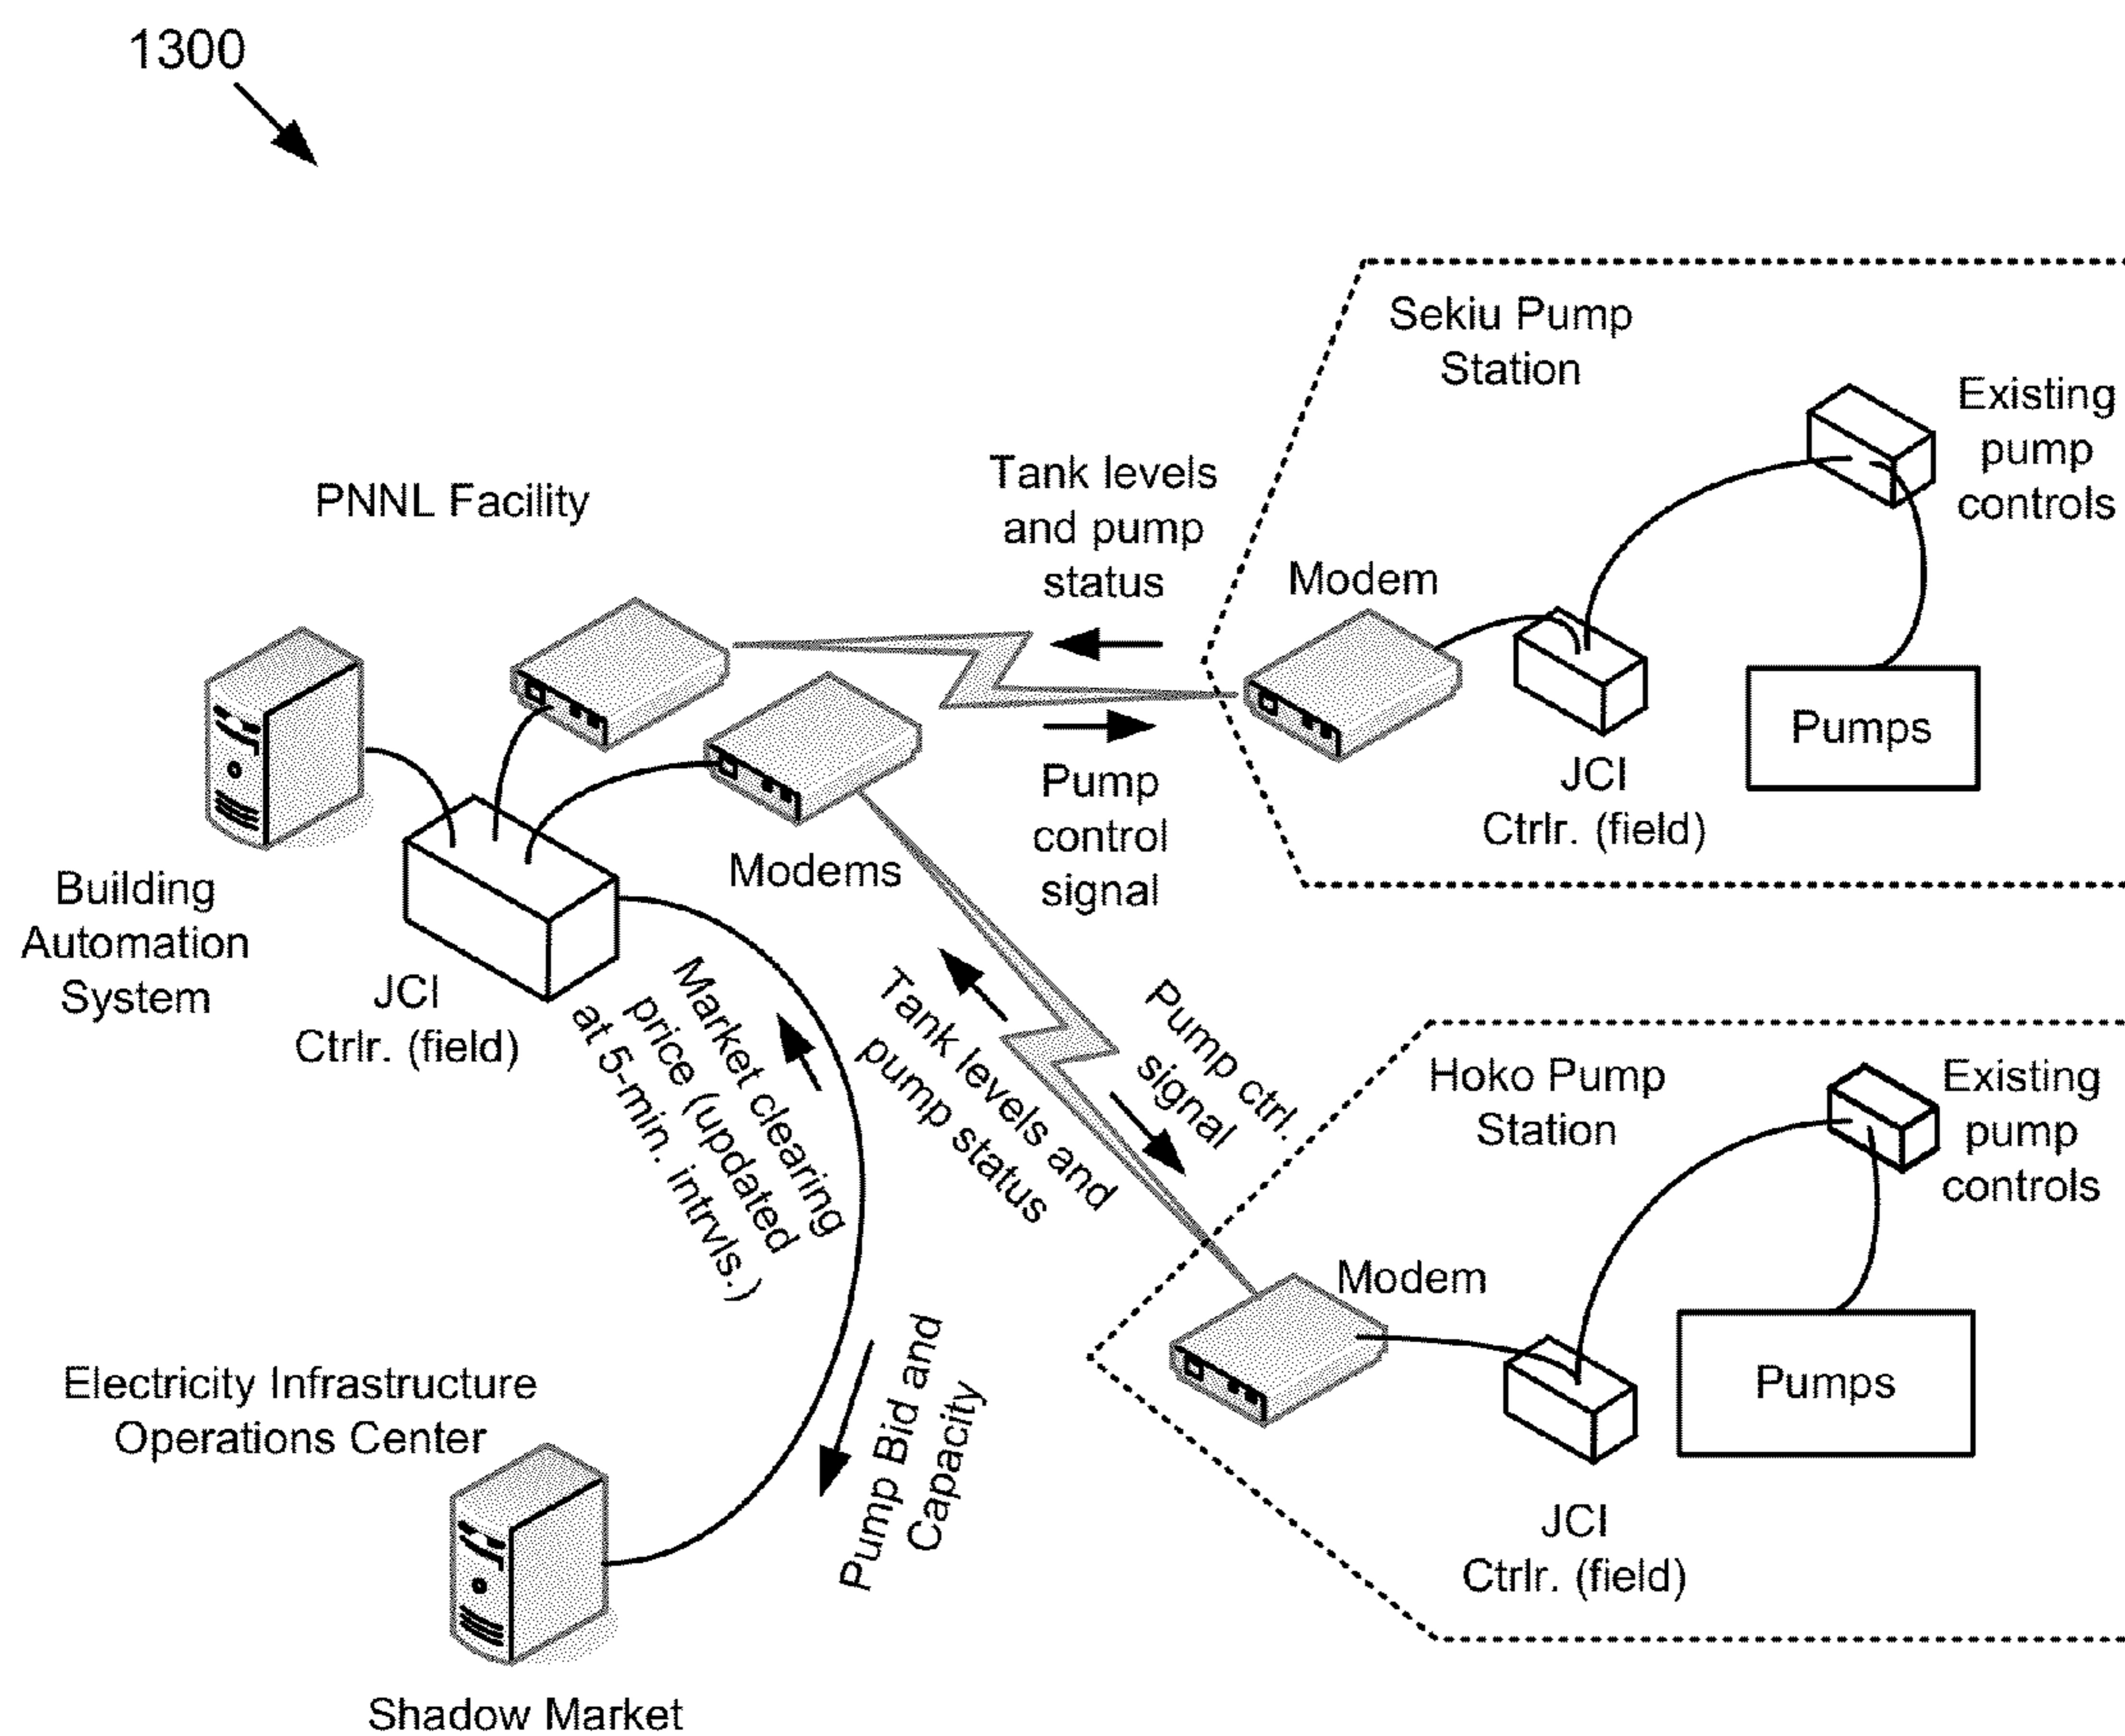 1300
Sekiu Pump
Station
Existing
pump
controls
Tank levels
and pump
status
PNNL Facility
Modem
Pumps
JCI
Ctrlr. (field)
Pump
control
signal
Modems
Building
Automation
System
JCI
Ctrlr. (field)
Market clearing
price (updated
at 5-min. intrvls.)
Tank levels and
pump status
Pump ctrl.
signal
Hoko Pump
Station
Existing
pump
controls
Modem
Pumps
JCI
Ctrlr. (field)
Pump Bid and
Capacity
Electricity Infrastructure
Operations Center
Shadow Market